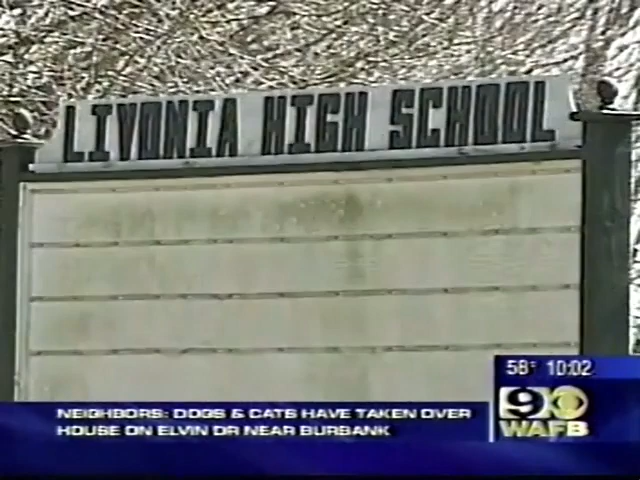 LIVONIA HIGH SCHOOL
58° 10:02
9
WAFB
NEIGHBORS: DOGS & CATS HAVE TAKEN OVER
HOUSE ON ELVIN DR NEAR BURBANK